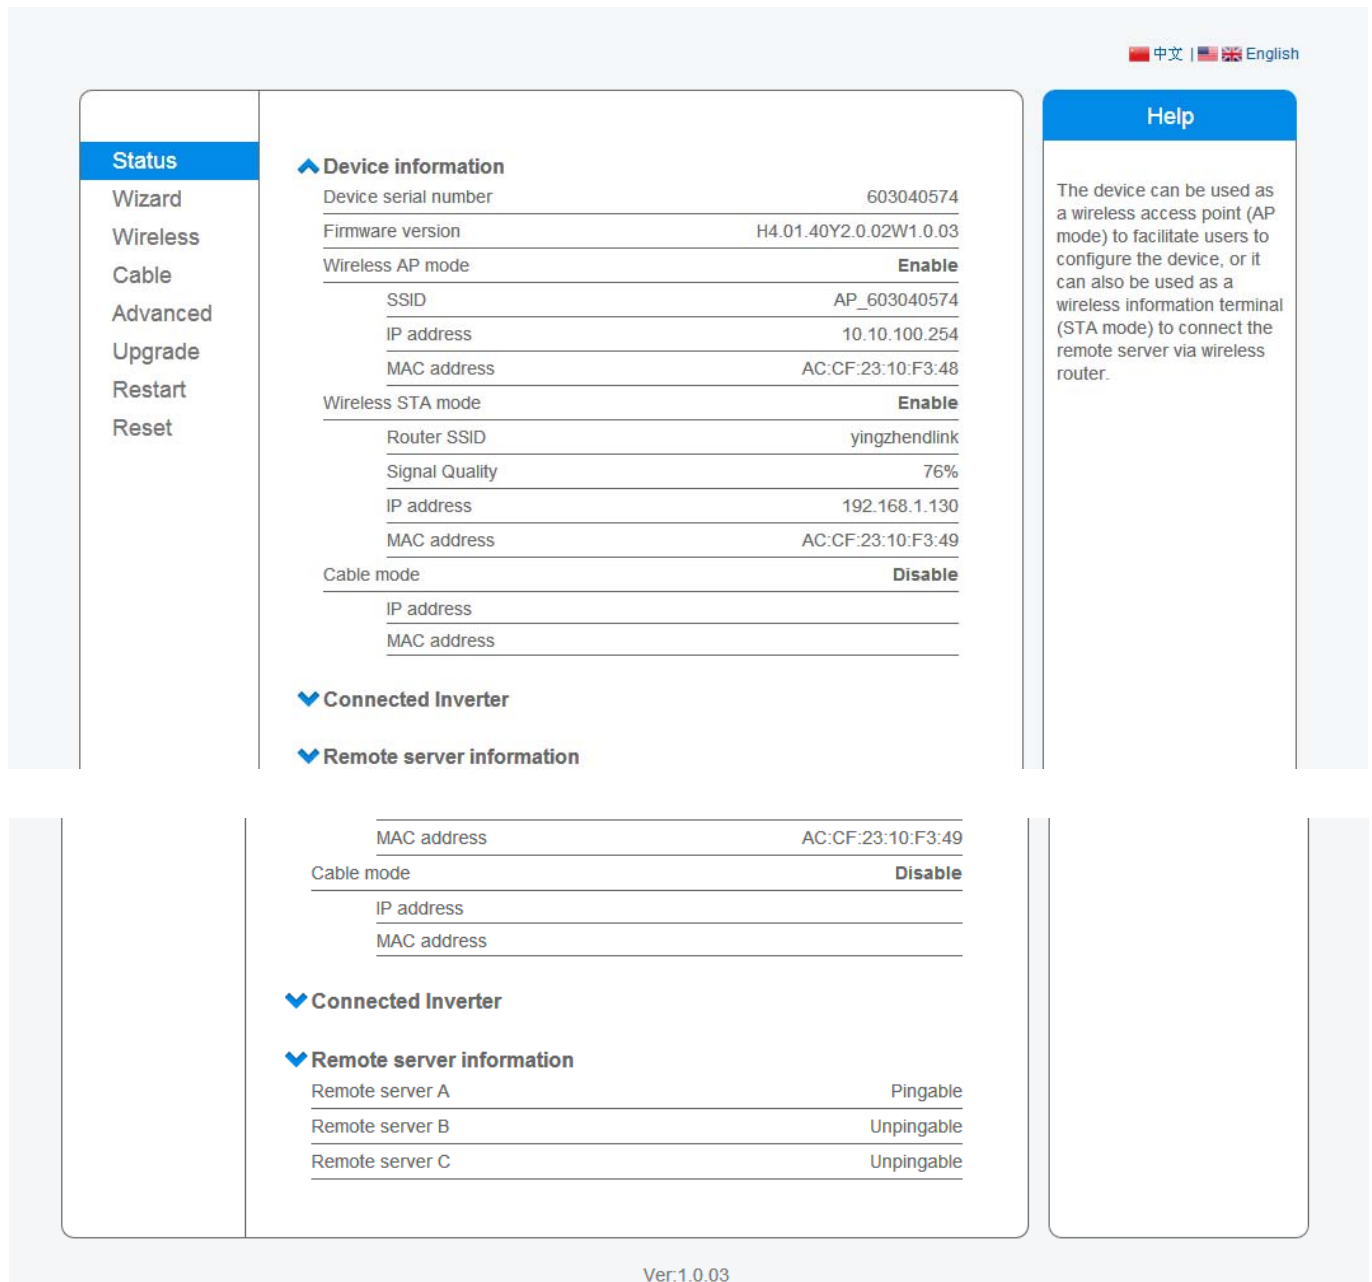 中文 | English
Help
Status
Wizard
Wireless
Cable
Advanced
Upgrade
Restart
Reset
Device information
Device serial number 603040574
Firmware version H4.01.40Y2.0.02W1.0.03
Wireless AP mode Enable
SSID AP_603040574
IP address 10.10.100.254
MAC address AC:CF:23:10:F3:48
Wireless STA mode Enable
Router SSID yingzhendlink
Signal Quality 76%
IP address 192.168.1.130
MAC address AC:CF:23:10:F3:49
Cable mode Disable
IP address
MAC address
Connected Inverter
Remote server information
The device can be used as
a wireless access point (AP
mode) to facilitate users to
configure the device, or it
can also be used as a
wireless information terminal
(STA mode) to connect the
remote server via wireless
router.
MAC address AC:CF:23:10:F3:49
Cable mode Disable
IP address
MAC address
Connected Inverter
Remote server information
Remote server A Pingable
Remote server B Unpingable
Remote server C Unpingable
Ver:1.0.03